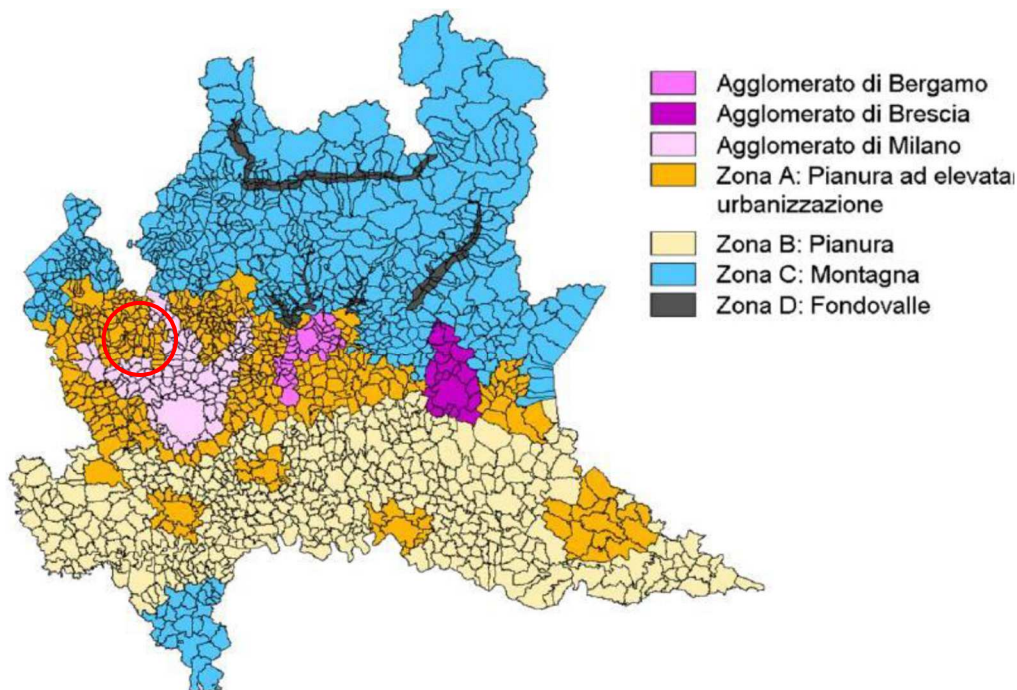 Agglomerato di Bergamo
Agglomerato di Brescia
Agglomerato di Milano
Zona A: Pianura ad elevata
urbanizzazione
Zona B: Pianura
Zona C: Montagna
Zona D: Fondovalle